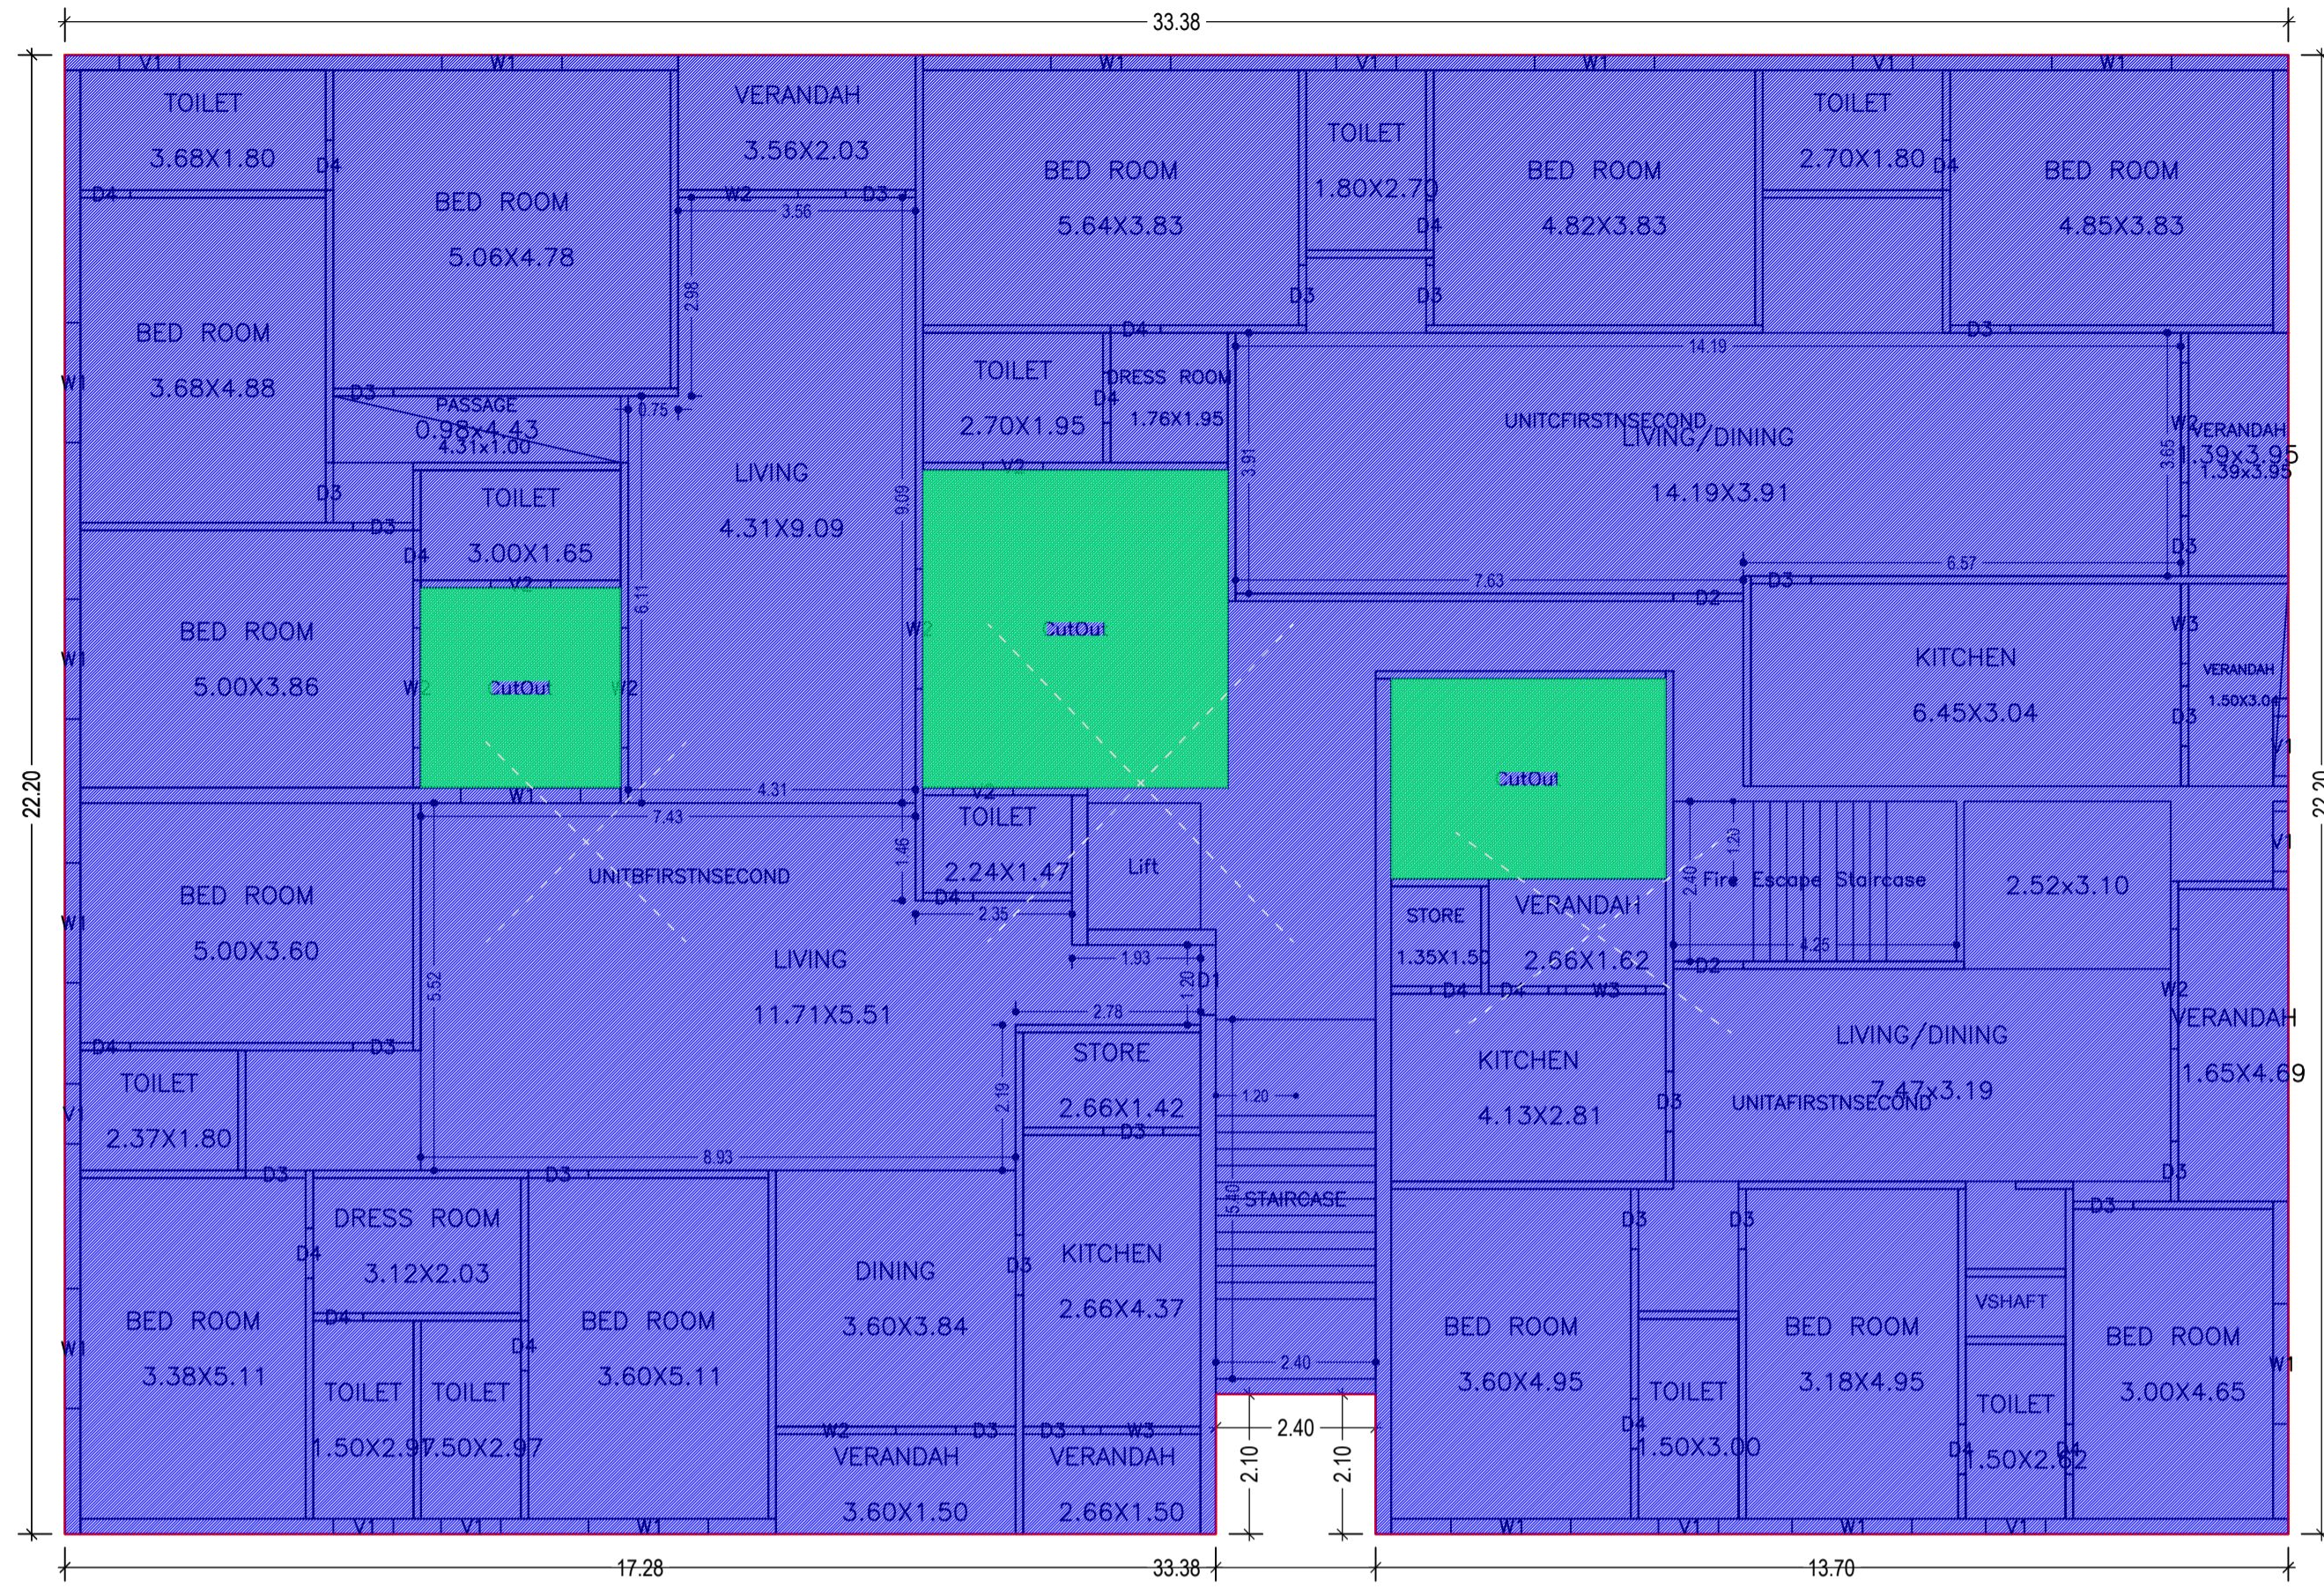 33.38
V1
W1
W1
V1
W1
V1
W1
TOILET
3.68X1.80
D4
D4
BED ROOM
5.06X4.78
VERANDAH
3.56X2.03
W2
D3
3.56
2.98
BED ROOM
5.64X3.83
TOILET
1.80X2.70
D4
D3
D3
BED ROOM
4.82X3.83
TOILET
2.70X1.80
D4
BED ROOM
4.85X3.83
D3
BED ROOM
3.68X4.88
W1
D3
D3
PASSAGE
0.98x4.43
4.31x1.00
0.75
D3
D4
TOILET
3.00X1.65
V2
LIVING
4.31X9.09
9.09
6.11
D4
TOILET
2.70X1.95
D4
DRESS ROOM
1.76X1.95
V2
14.19
3.91
UNITCFIRSTNSECOND
LIVING/DINING
14.19X3.91
3.65
W2
VERANDAH
1.39x3.95
1.39x3.95
D3
7.63
6.57
D3
D2
BED ROOM
5.00X3.86
W1
W2
CutOut
W2
W2
CutOut
CutOut
KITCHEN
6.45X3.04
W3
VERANDAH
1.50X3.04
D3
V1
22.20
22.20
W1
4.31
7.43
V2
TOILET
2.24X1.47
1.46
D4
2.35
Lift
UNITBFIRSTNSECOND
BED ROOM
5.00X3.60
W1
D4
D3
5.52
LIVING
11.71X5.51
1.93
1.20
D1
2.78
STORE
1.35X1.50
VERANDAH
2.66X1.62
D4
D4
W3
2.40
1.20
Fire Escape Staircase
4.25
D2
2.52x3.10
V1
W2
VERANDAH
1.65X4.69
D3
TOILET
2.37X1.80
V1
D3
8.93
2.19
D3
STORE
2.66X1.42
D3
1.20
5.40
STAIRCASE
2.40
KITCHEN
4.13X2.81
D3
LIVING/DINING
7.47x3.19
UNITAFIRSTNSECOND
D3
D3
D3
BED ROOM
3.38X5.11
W1
D4
DRESS ROOM
3.12X2.03
D4
D4
TOILET
1.50X2.97
TOILET
1.50X2.97
BED ROOM
3.60X5.11
DINING
3.60X3.84
D3
KITCHEN
2.66X4.37
W2
D3
D3
W3
VERANDAH
3.60X1.50
VERANDAH
2.66X1.50
2.40
2.10
2.10
BED ROOM
3.60X4.95
D4
TOILET
1.50X3.00
BED ROOM
3.18X4.95
D4
VSHAFT
TOILET
1.50X2.62
D4
BED ROOM
3.00X4.65
W1
V1
V1
W1
W1
V1
W1
V1
17.28
33.38
13.70